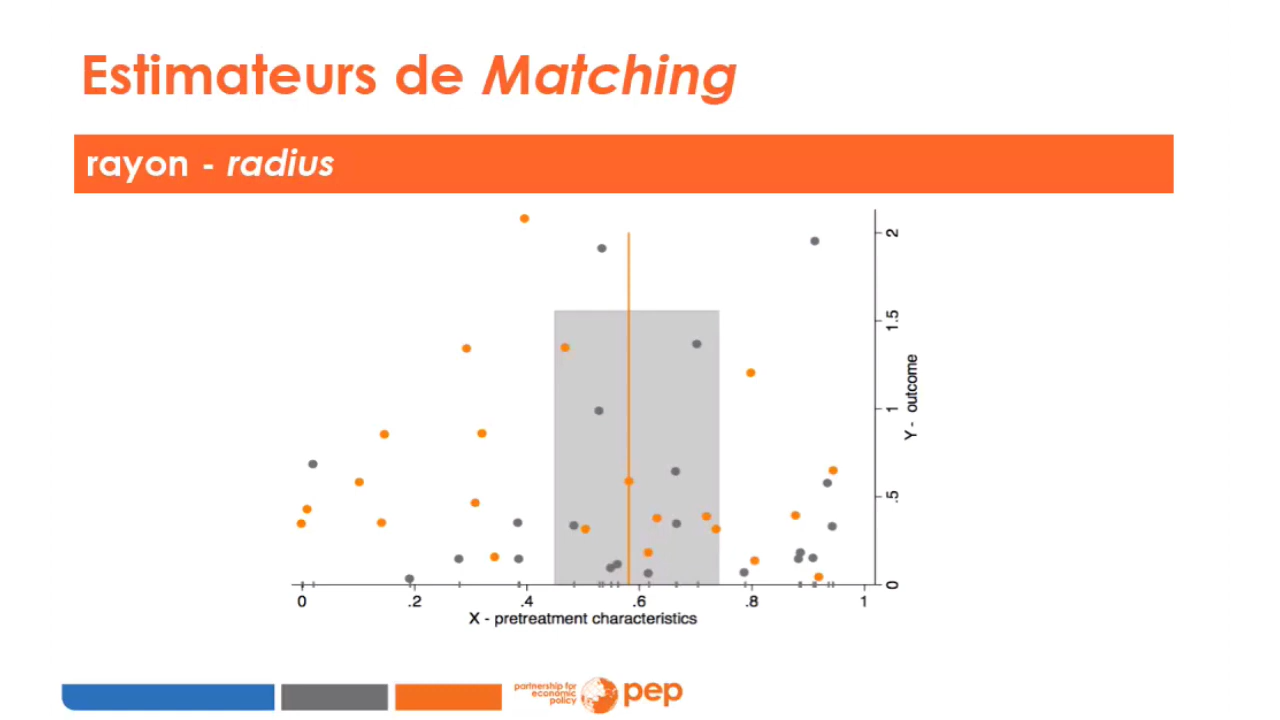 Estimateurs de Matching
rayon - radius
2
1.5
1
.5
0
Y - outcome
0 .2 .4 .6 .8 1
X - pretreatment characteristics
partnership for
economic
policy
pep